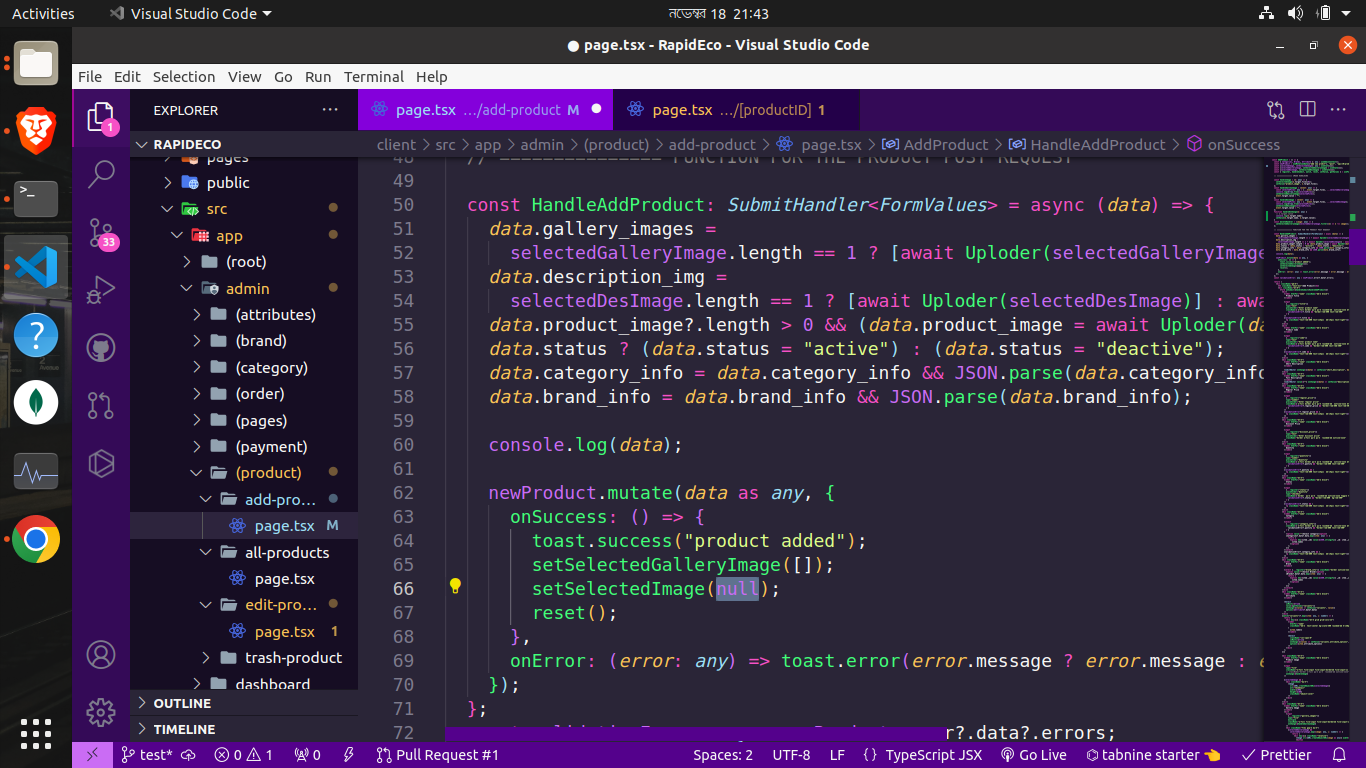 Activities
Visual Studio Code
নভেম্বর 18 21:43
● page.tsx - RapidEco - Visual Studio Code
File Edit Selection View Go Run Terminal Help
EXPLORER
page.tsx .../add-product M
page.tsx .../[productID] 1
RAPIDECO
client > src > app > admin > (product) > add-product > page.tsx > AddProduct > HandleAddProduct > onSuccess
1
33
pages
public
src
app
(root)
admin
(attributes)
(brand)
(category)
(order)
(pages)
(payment)
(product)
add-pro...
page.tsx M
all-products
page.tsx
edit-pro...
page.tsx 1
trash-product
dashboard
OUTLINE
TIMELINE
48 // =============== FUNCTION FOR THE PRODUCT POST REQUEST
49
50 const HandleAddProduct: SubmitHandler<FormValues> = async (data) => {
51 data.gallery_images =
52 selectedGalleryImage.length == 1 ? [await Uploder(selectedGalleryImage
53 data.description_img =
54 selectedDesImage.length == 1 ? [await Uploder(selectedDesImage)] : awa
55 data.product_image?.length > 0 && (data.product_image = await Uploder(da
56 data.status ? (data.status = "active") : (data.status = "deactive");
57 data.category_info = data.category_info && JSON.parse(data.category_info
58 data.brand_info = data.brand_info && JSON.parse(data.brand_info);
59
60 console.log(data);
61
62 newProduct.mutate(data as any, {
63 onSuccess: () => {
64 toast.success("product added");
65 setSelectedGalleryImage([]);
66 setSelectedImage(null);
67 reset();
68 },
69 onError: (error: any) => toast.error(error.message ? error.message : e
70 });
71 };
72 r?.data?.errors;
test* 0 1 0 Pull Request #1 Spaces: 2 UTF-8 LF { } TypeScript JSX Go Live tabnine starter 👈 Prettier